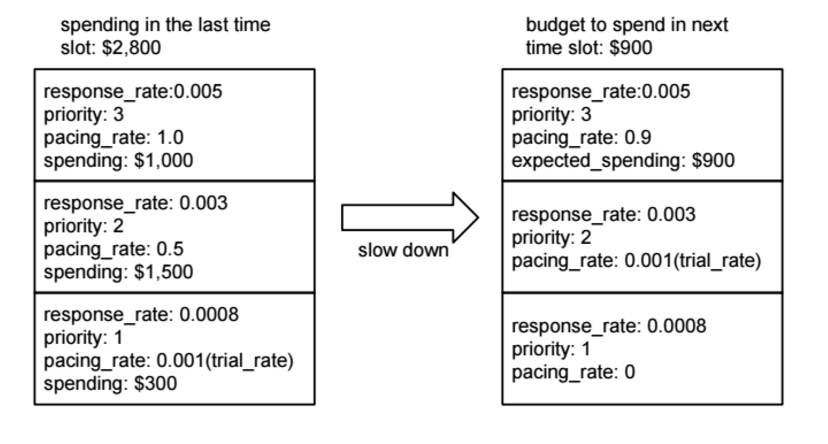 spending in the last time
slot: $2,800
response_rate:0.005
priority: 3
pacing_rate: 1.0
spending: $1,000
response_rate: 0.003
priority: 2
pacing_rate: 0.5
spending: $1,500
response_rate: 0.0008
priority: 1
pacing_rate: 0.001(trial_rate)
spending: $300
slow down
budget to spend in next
time slot: $900
response_rate:0.005
priority: 3
pacing_rate: 0.9
expected_spending: $900
response_rate: 0.003
priority: 2
pacing_rate: 0.001(trial_rate)
response_rate: 0.0008
priority: 1
pacing_rate: 0